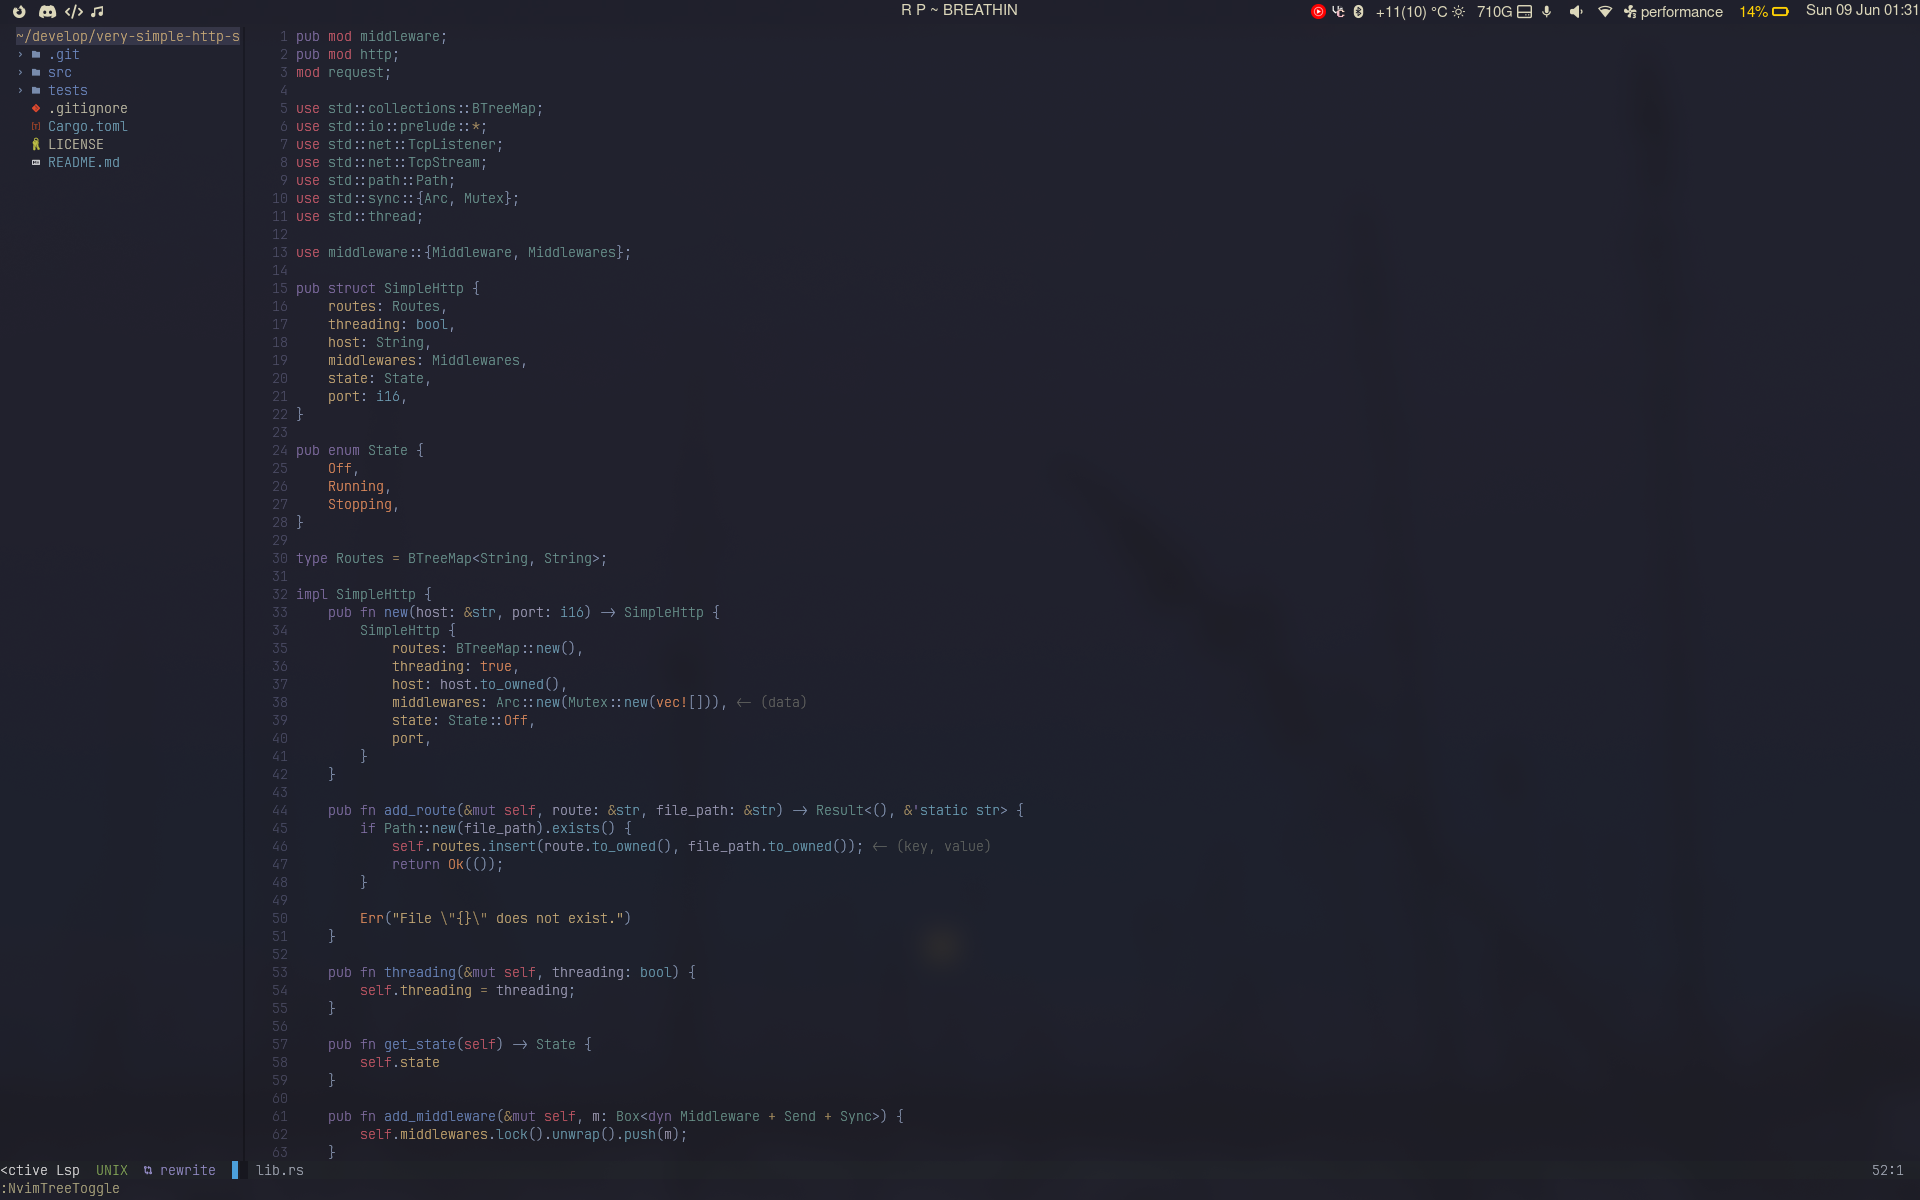 R P ~ BREATHIN
+11(10) °C 710G performance 14% Sun 09 Jun 01:31
~/develop/very-simple-http-s
› .git
› src
› tests
.gitignore
Cargo.toml
LICENSE
README.md
1 pub mod middleware;
2 pub mod http;
3 mod request;
4
5 use std::collections::BTreeMap;
6 use std::io::prelude::*;
7 use std::net::TcpListener;
8 use std::net::TcpStream;
9 use std::path::Path;
10 use std::sync::{Arc, Mutex};
11 use std::thread;
12
13 use middleware::{Middleware, Middlewares};
14
15 pub struct SimpleHttp {
16     routes: Routes,
17     threading: bool,
18     host: String,
19     middlewares: Middlewares,
20     state: State,
21     port: i16,
22 }
23
24 pub enum State {
25     Off,
26     Running,
27     Stopping,
28 }
29
30 type Routes = BTreeMap<String, String>;
31
32 impl SimpleHttp {
33     pub fn new(host: &str, port: i16) -> SimpleHttp {
34         SimpleHttp {
35             routes: BTreeMap::new(),
36             threading: true,
37             host: host.to_owned(),
38             middlewares: Arc::new(Mutex::new(vec![])), <- (data)
39             state: State::Off,
40             port,
41         }
42     }
43
44     pub fn add_route(&mut self, route: &str, file_path: &str) -> Result<(), &'static str> {
45         if Path::new(file_path).exists() {
46             self.routes.insert(route.to_owned(), file_path.to_owned()); <- (key, value)
47             return Ok(());
48         }
49
50         Err("File \"{}\" does not exist.")
51     }
52
53     pub fn threading(&mut self, threading: bool) {
54         self.threading = threading;
55     }
56
57     pub fn get_state(self) -> State {
58         self.state
59     }
60
61     pub fn add_middleware(&mut self, m: Box<dyn Middleware + Send + Sync>) {
62         self.middlewares.lock().unwrap().push(m);
63     }
<ctive Lsp UNIX rewrite lib.rs 52:1
:NvimTreeToggle